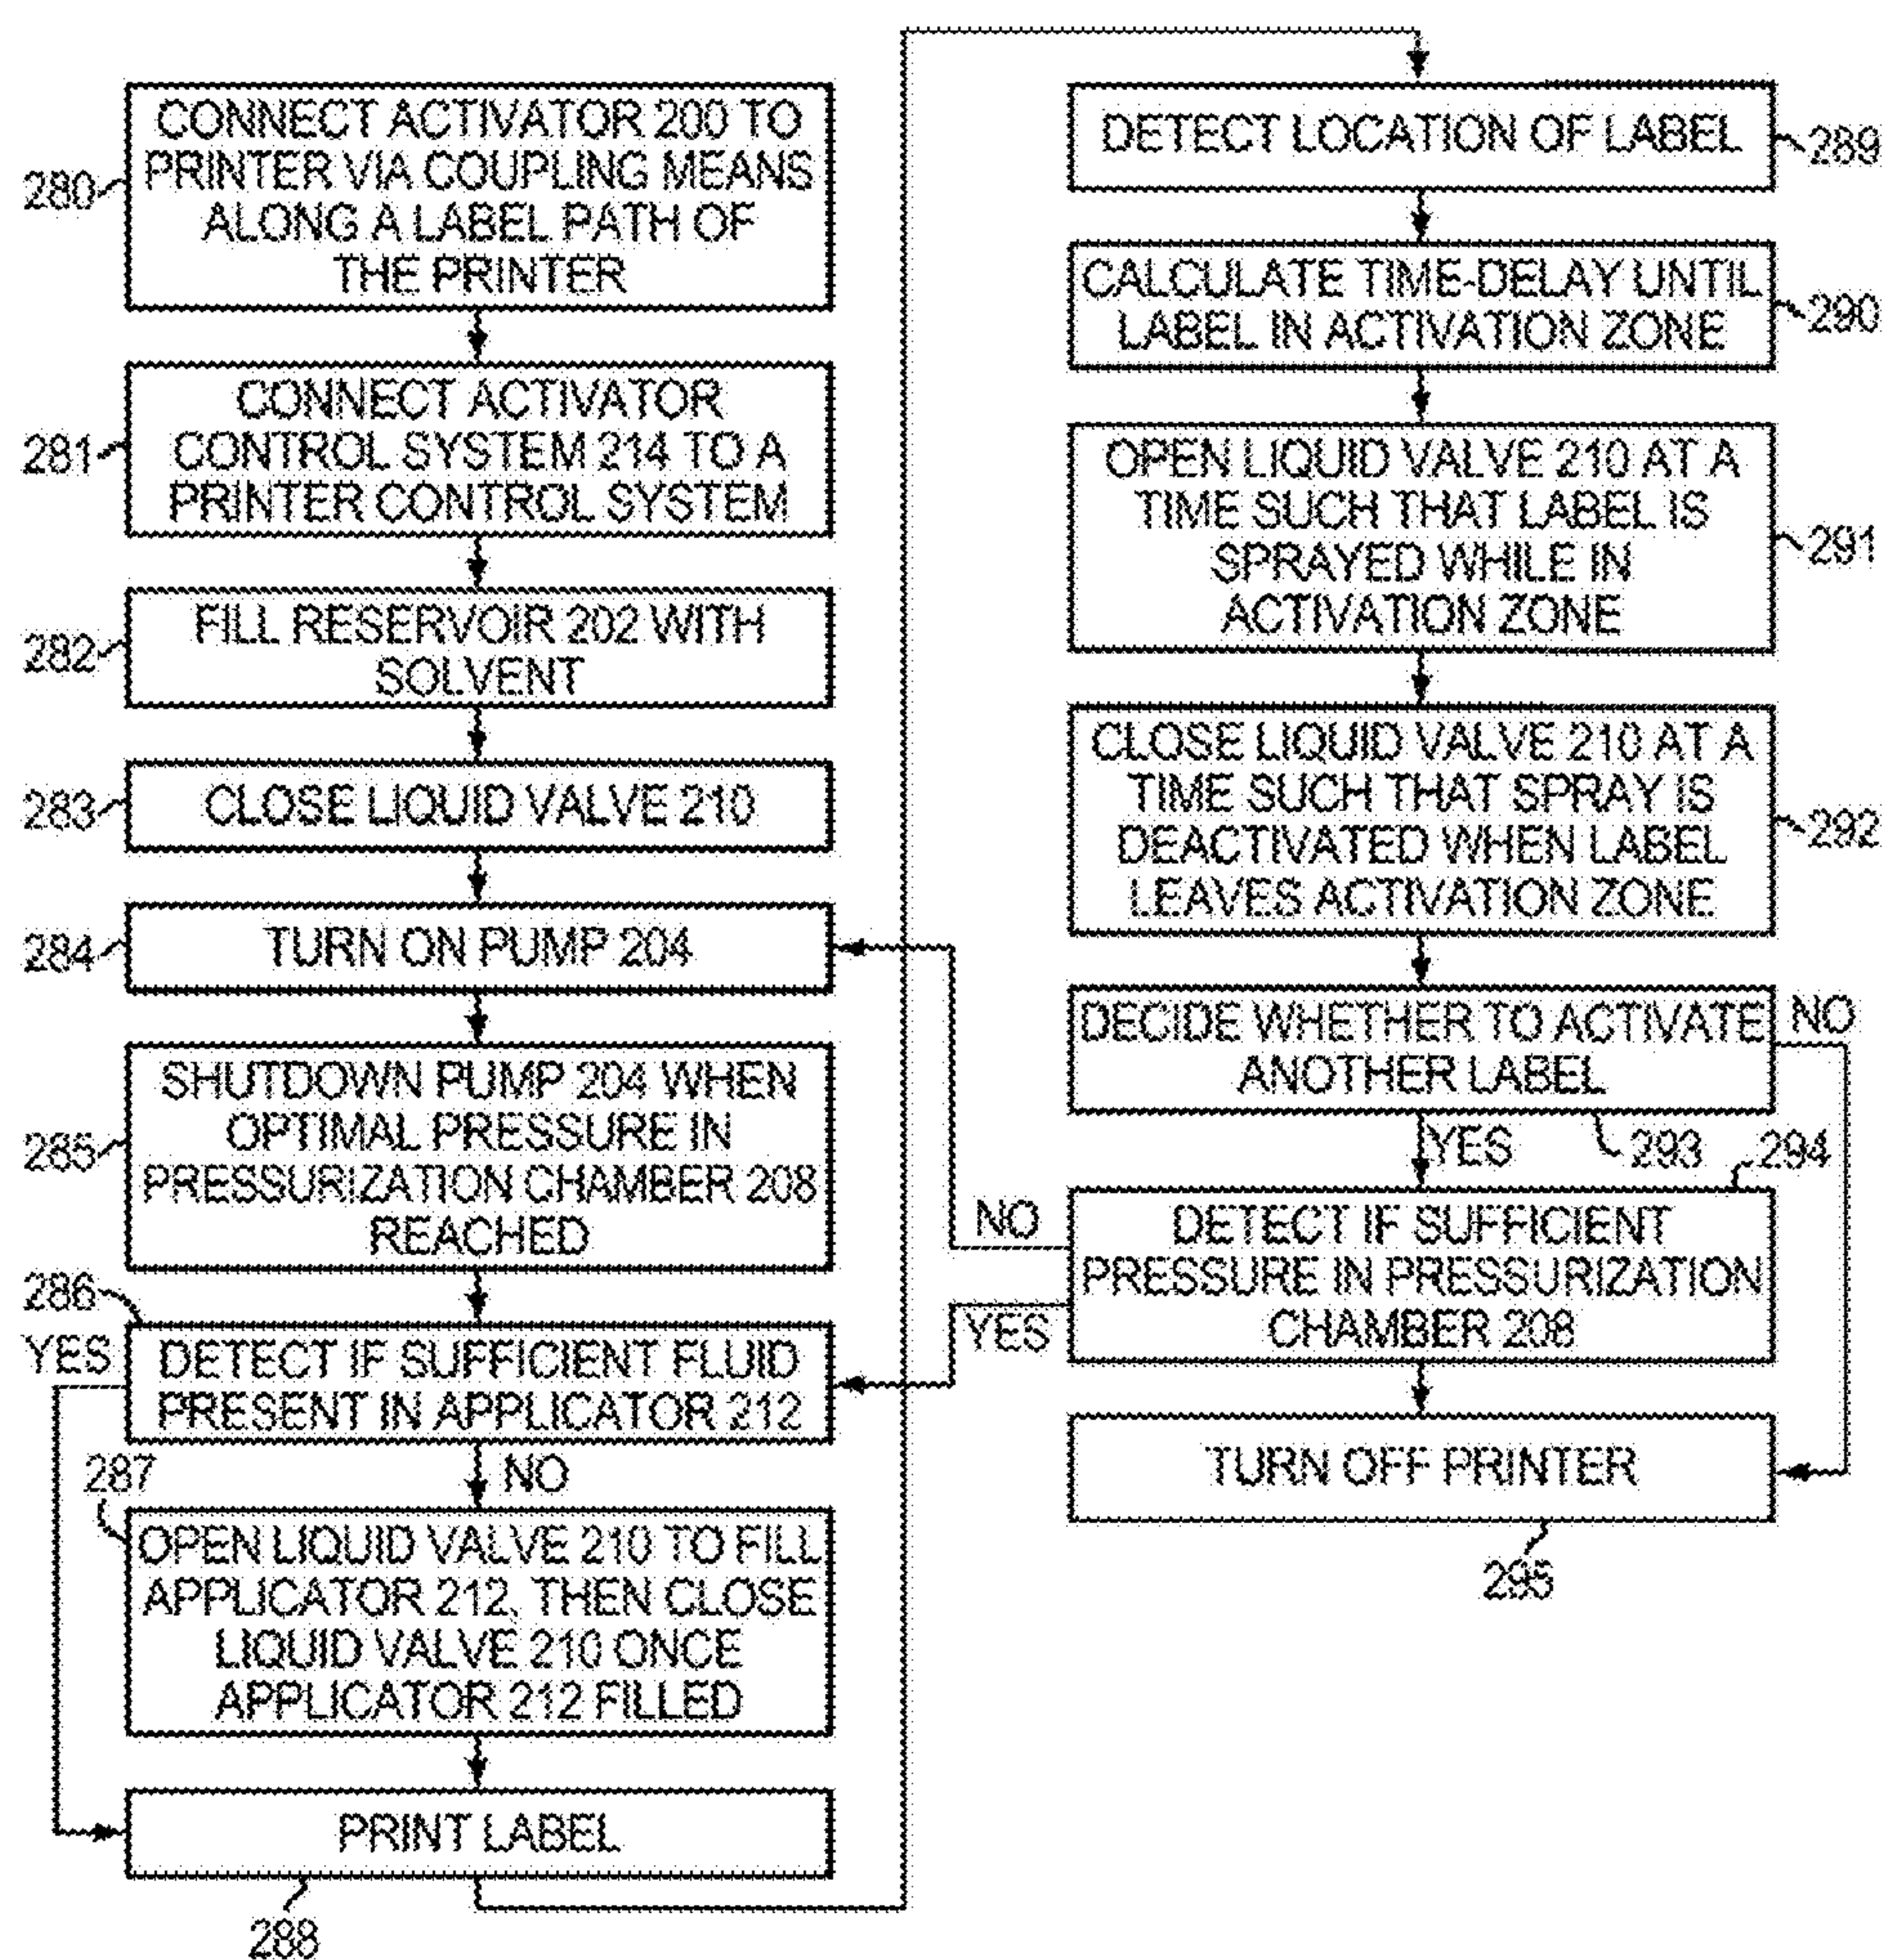 280
CONNECT ACTIVATOR 200 TO
PRINTER VIA COUPLING MEANS
ALONG A LABEL PATH OF
THE PRINTER
281
CONNECT ACTIVATOR
CONTROL SYSTEM 214 TO A
PRINTER CONTROL SYSTEM
282
FILL RESERVOIR 202 WITH
SOLVENT
283
CLOSE LIQUID VALVE 210
284
TURN ON PUMP 204
285
SHUTDOWN PUMP 204 WHEN
OPTIMAL PRESSURE IN
PRESSURIZATION CHAMBER 208
REACHED
286
YES
DETECT IF SUFFICIENT FLUID
PRESENT IN APPLICATOR 212
NO
287
OPEN LIQUID VALVE 210 TO FILL
APPLICATOR 212, THEN CLOSE
LIQUID VALVE 210 ONCE
APPLICATOR 212 FILLED
PRINT LABEL
288
DETECT LOCATION OF LABEL
289
CALCULATE TIME-DELAY UNTIL
LABEL IN ACTIVATION ZONE
290
OPEN LIQUID VALVE 210 AT A
TIME SUCH THAT LABEL IS
SPRAYED WHILE IN
ACTIVATION ZONE
291
CLOSE LIQUID VALVE 210 AT A
TIME SUCH THAT SPRAY IS
DEACTIVATED WHEN LABEL
LEAVES ACTIVATION ZONE
292
DECIDE WHETHER TO ACTIVATE
ANOTHER LABEL
NO
YES
293
294
NO
YES
DETECT IF SUFFICIENT
PRESSURE IN PRESSURIZATION
CHAMBER 208
TURN OFF PRINTER
295